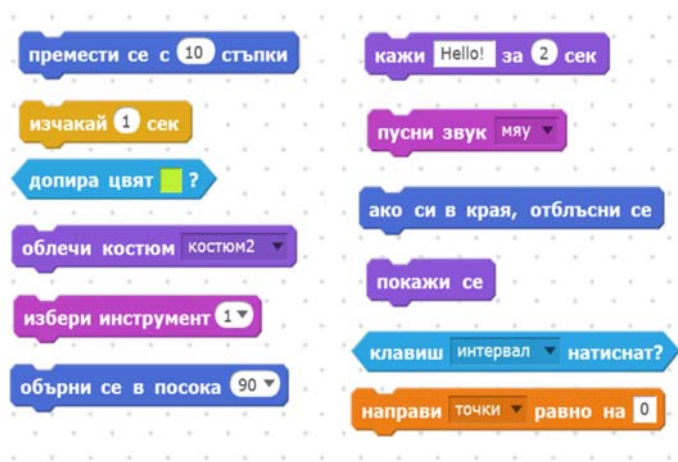 премести се с 10 стъпки
изчакай 1 сек
допира цвят ?
облечи костюм костюм2
избери инструмент 1
обърни се в посока 90
кажи Hello! за 2 сек
пусни звук мяу
ако си в края, отблъсни се
покажи се
клавиш интервал натиснат?
направи точки равно на 0